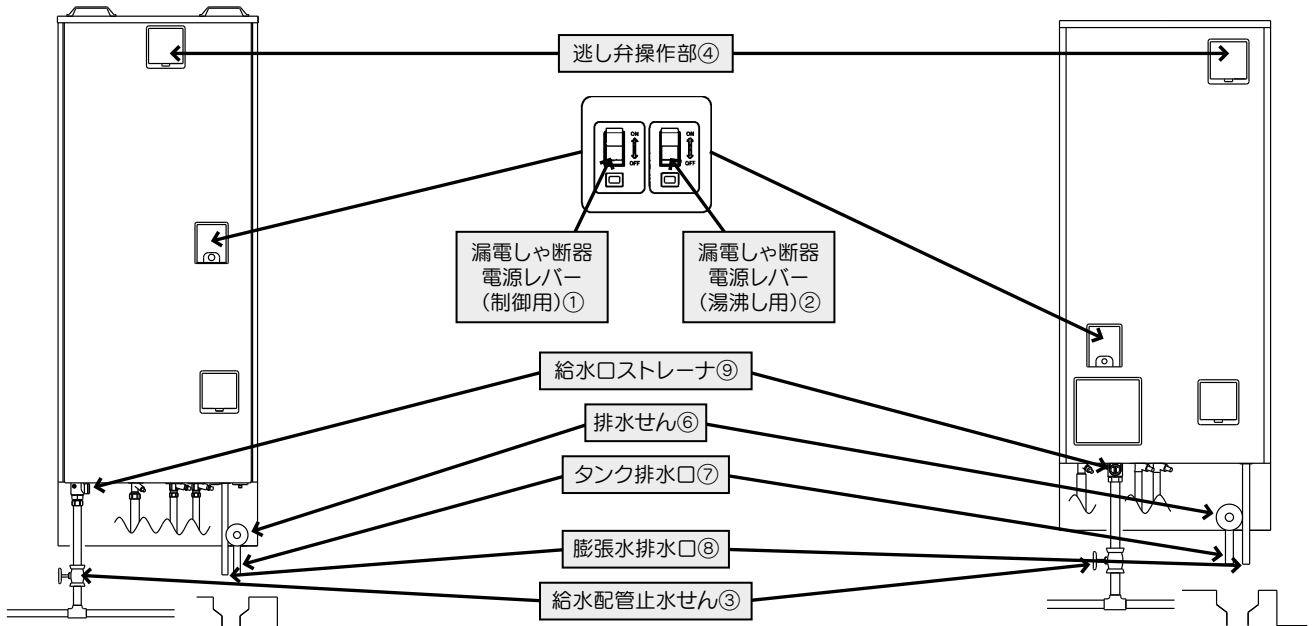 逃し弁操作部④
ON
OFF
ON
OFF
漏電しゃ断器
電源レバー
(制御用)①
漏電しゃ断器
電源レバー
(湯沸し用)②
給水口ストレーナ⑨
排水せん⑥
タンク排水口⑦
膨張水排水口⑧
給水配管止水せん③